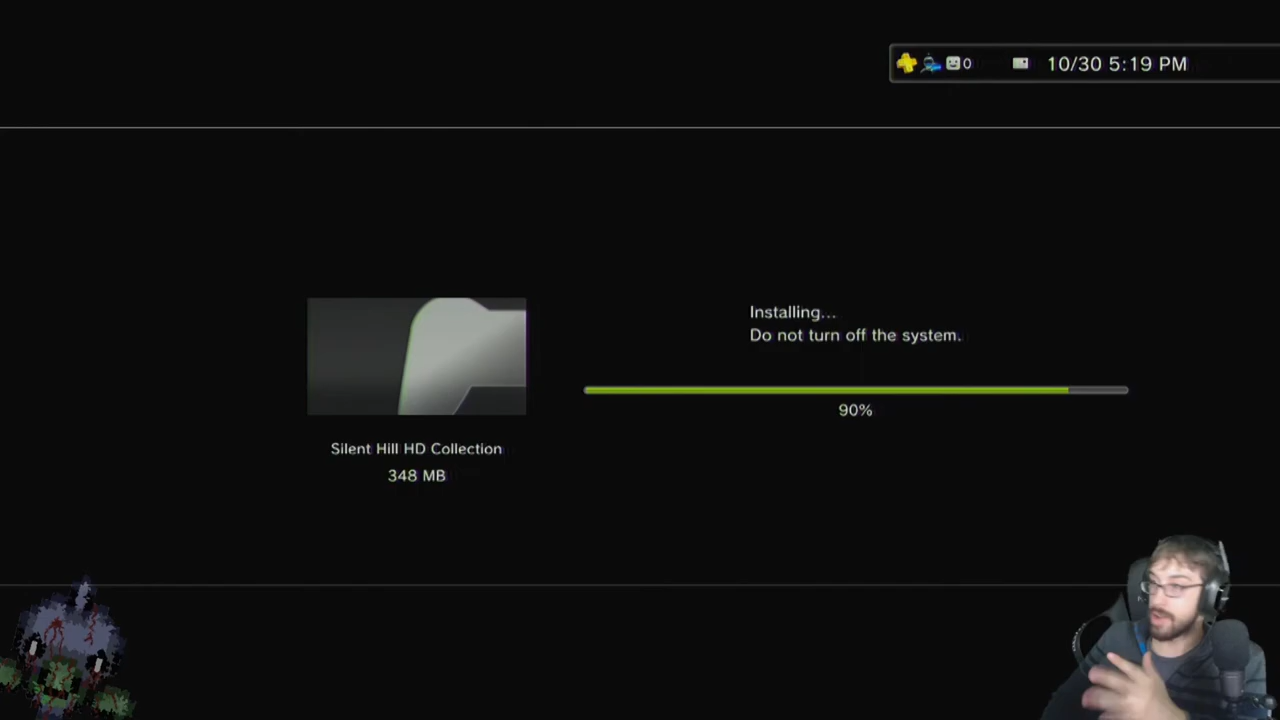 0 10/30 5:19 PM
Installing...
Do not turn off the system.
90%
Silent Hill HD Collection
348 MB